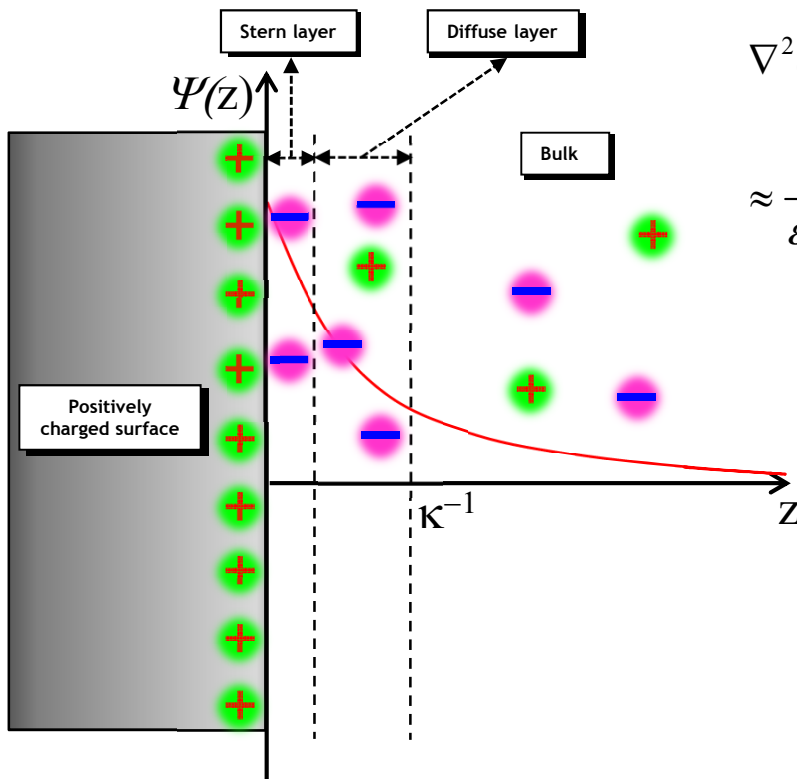 Stern layer
Diffuse layer
∇²
Ψ(z)
Bulk
≈
ε
Positively
charged surface
κ⁻¹
z